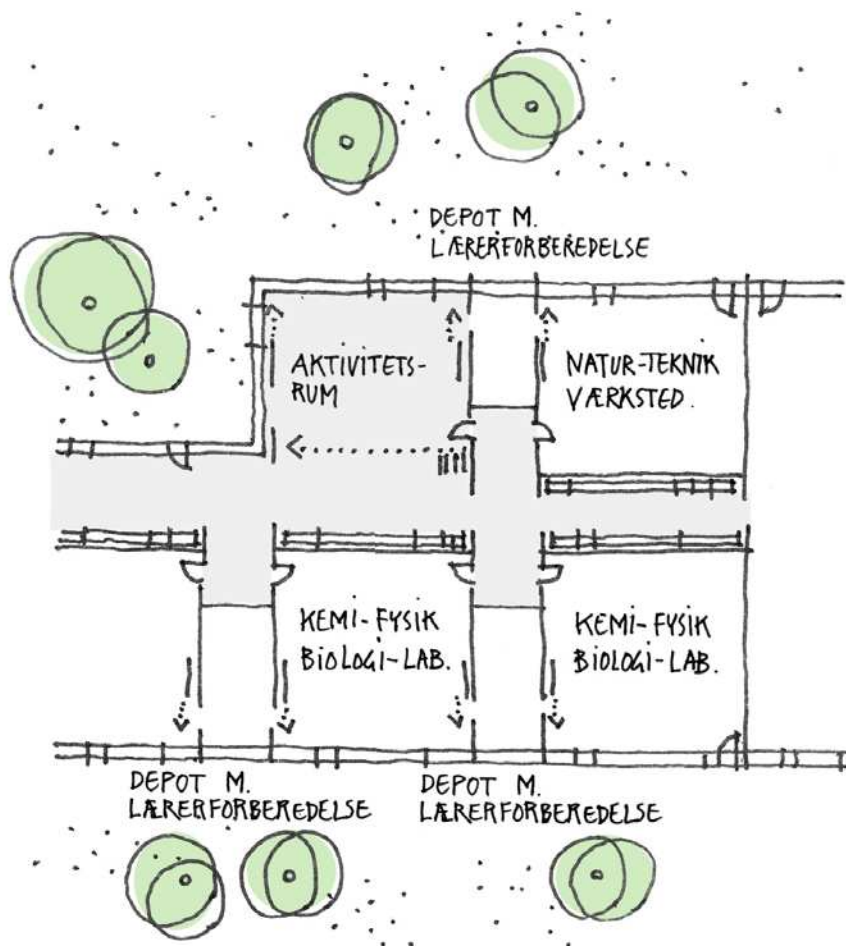 DEPOT M.
LÆRERFORBEREDELSE
AKTIVITETS-
RUM
NATUR-TEKNIK
VÆRKSTED.
KEMI-FYSIK
BIOLOGI-LAB.
KEMI-FYSIK
BIOLOGI-LAB.
DEPOT M.
LÆRERFORBEREDELSE
DEPOT M.
LÆRERFORBEREDELSE